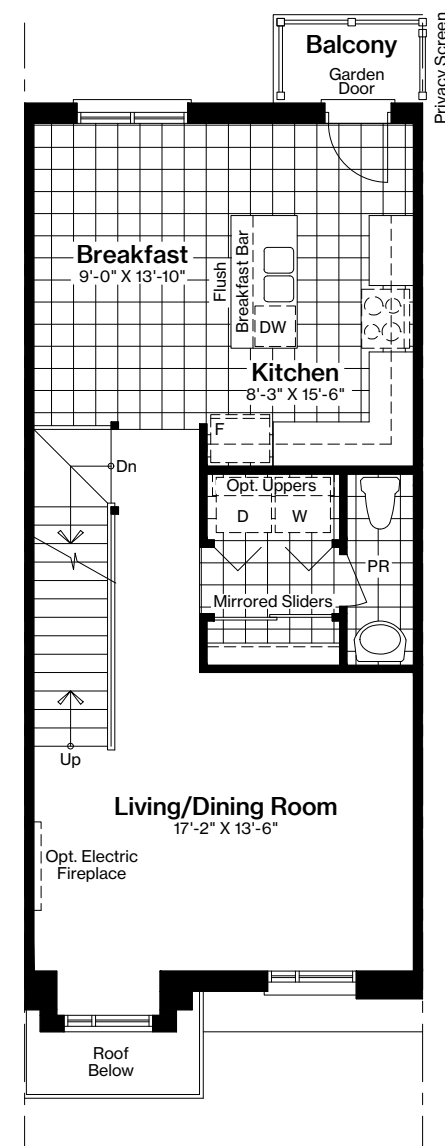 Balcony
Garden
Door
Privacy Screen
Breakfast
9'-0" X 13'-10"
Flush
Breakfast Bar
DW
Kitchen
8'-3" X 15'-6"
F
Dn
Opt. Uppers
D
W
PR
Mirrored Sliders
Up
Living/Dining Room
17'-2" X 13'-6"
Opt. Electric
Fireplace
Roof
Below